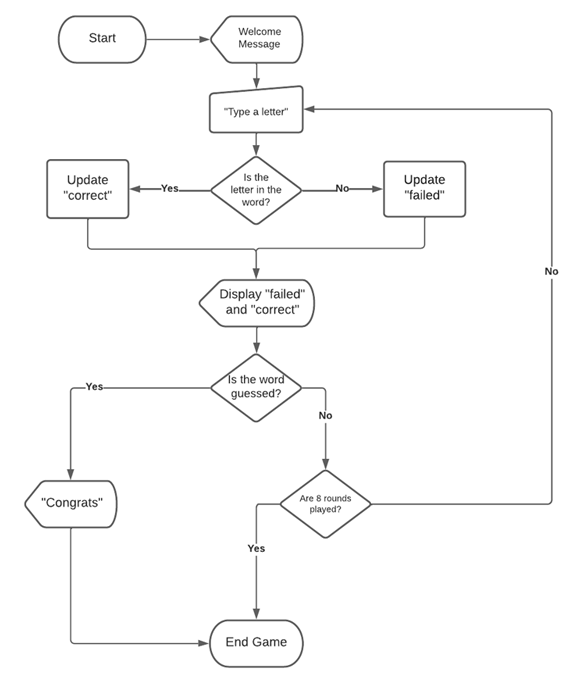 Start
Welcome
Message
"Type a letter"
Is the
letter in the
word?
Yes
No
Update
"correct"
Update
"failed"
No
Display "failed"
and "correct"
Is the word
guessed?
Yes
No
"Congrats"
Are 8 rounds
played?
Yes
End Game